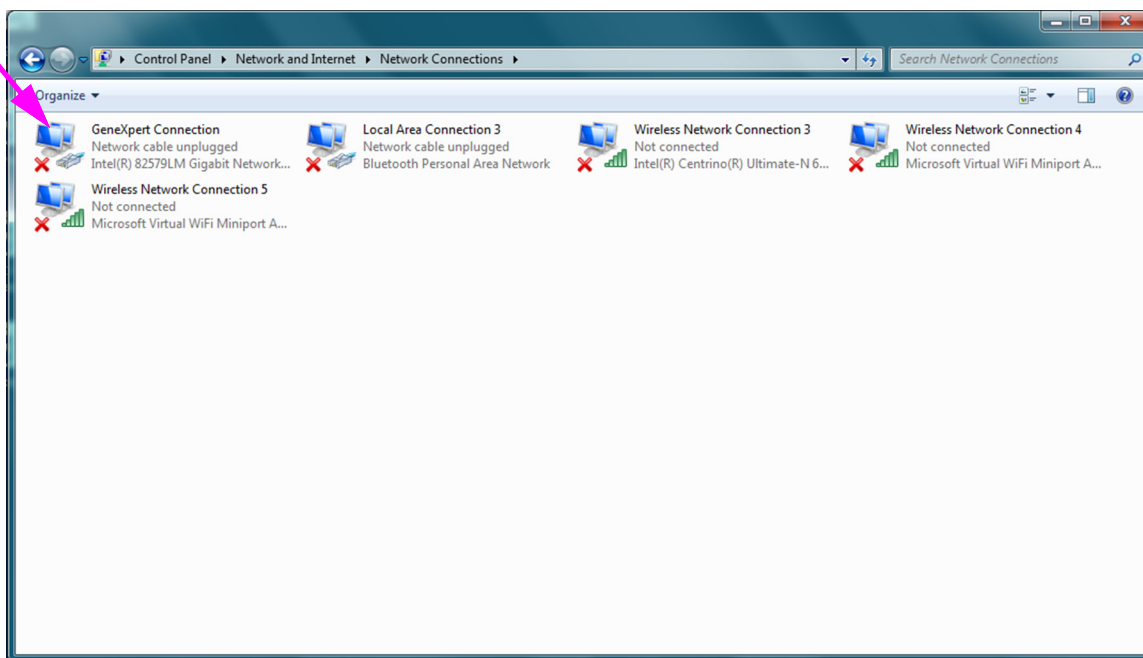 Control Panel ▸ Network and Internet ▸ Network Connections ▸
Search Network Connections
Organize
GeneXpert Connection
Network cable unplugged
Intel(R) 82579LM Gigabit Network...
Local Area Connection 3
Network cable unplugged
Bluetooth Personal Area Network
Wireless Network Connection 3
Not connected
Intel(R) Centrino(R) Ultimate-N 6...
Wireless Network Connection 4
Not connected
Microsoft Virtual WiFi Miniport A...
Wireless Network Connection 5
Not connected
Microsoft Virtual WiFi Miniport A...